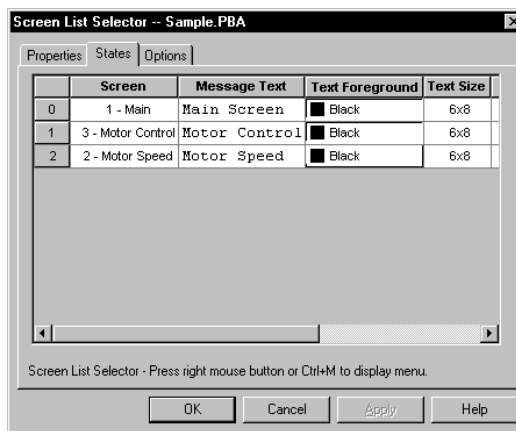 Screen List Selector -- Sample.PBA
Properties States Options
Screen Message Text Text Foreground Text Size
0 1 - Main Main Screen Black 6x8
1 3 - Motor Control Motor Control Black 6x8
2 2 - Motor Speed Motor Speed Black 6x8
Screen List Selector - Press right mouse button or Ctrl+M to display menu.
OK Cancel Apply Help